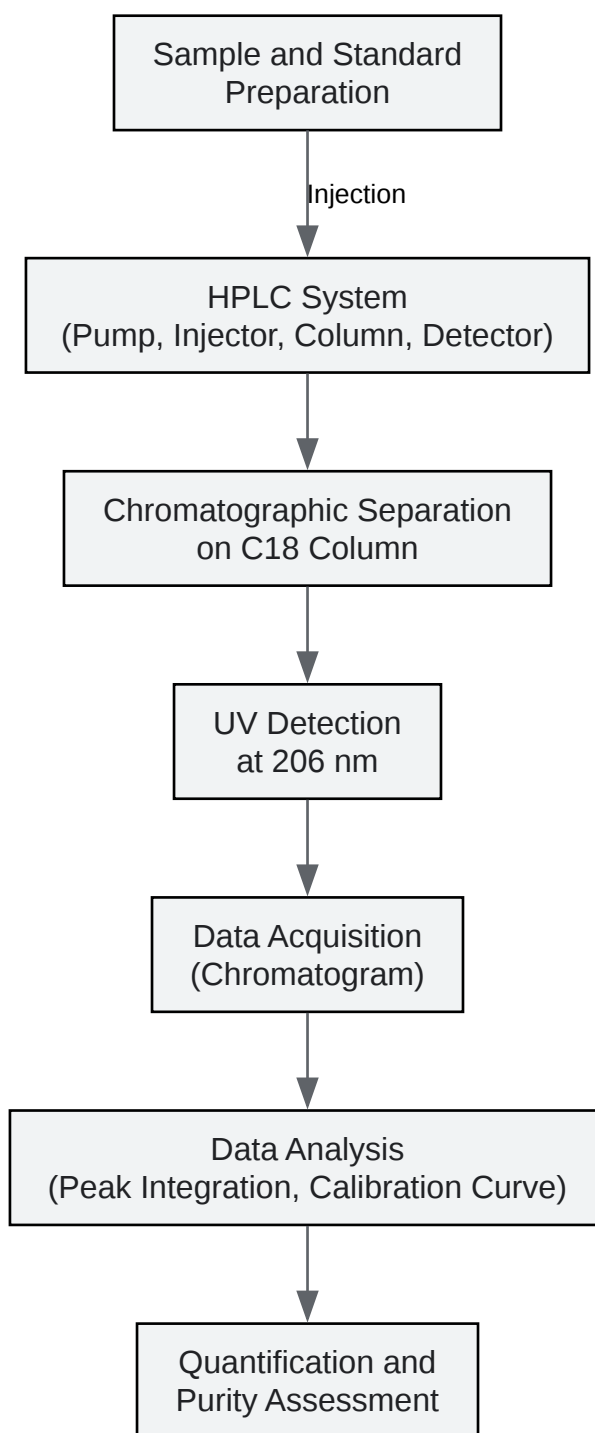 Sample and Standard
Preparation
Injection
HPLC System
(Pump, Injector, Column, Detector)
Chromatographic Separation
on C18 Column
UV Detection
at 206 nm
Data Acquisition
(Chromatogram)
Data Analysis
(Peak Integration, Calibration Curve)
Quantification and
Purity Assessment